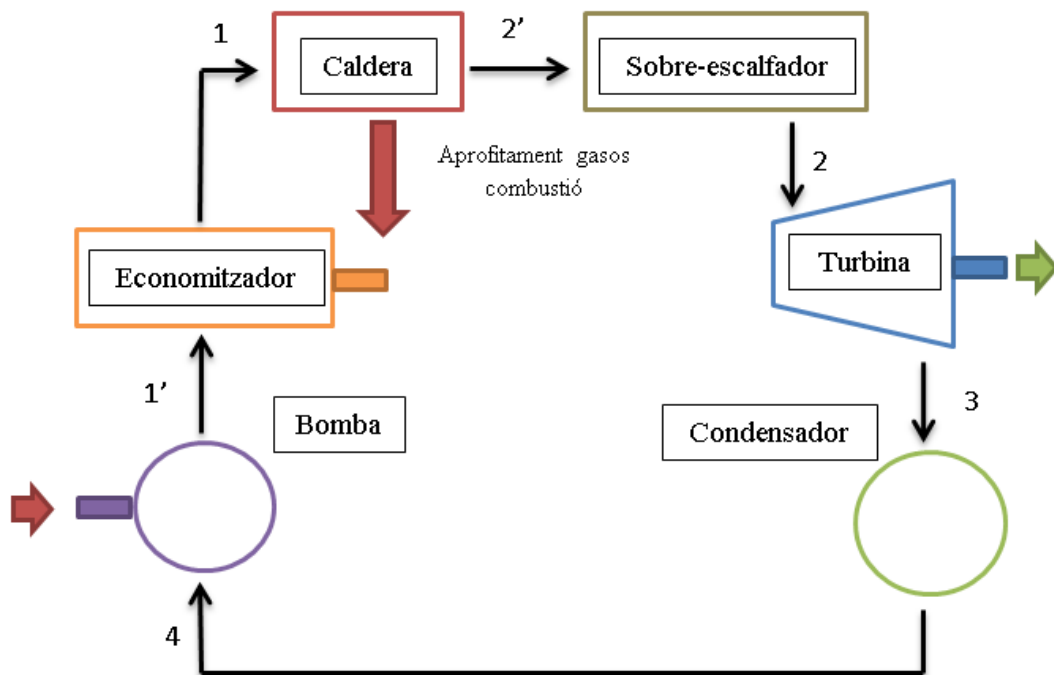 1
Caldera
2’
Sobre-escalfador
Aprofitament gasos
combustió
2
Economitzador
Turbina
1’
Bomba
Condensador
3
4